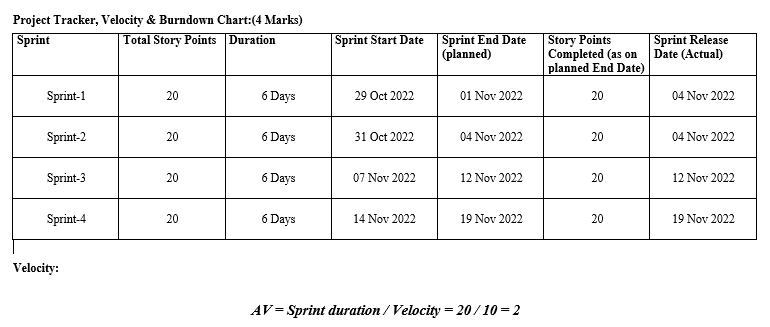 Project Tracker, Velocity & Burndown Chart:(4 Marks)
Sprint Total Story Points Duration Sprint Start Date Sprint End Date (planned) Story Points Completed (as on planned End Date) Sprint Release Date (Actual)
Sprint-1 20 6 Days 29 Oct 2022 01 Nov 2022 20 04 Nov 2022
Sprint-2 20 6 Days 31 Oct 2022 04 Nov 2022 20 04 Nov 2022
Sprint-3 20 6 Days 07 Nov 2022 12 Nov 2022 20 12 Nov 2022
Sprint-4 20 6 Days 14 Nov 2022 19 Nov 2022 20 19 Nov 2022
Velocity:
AV = Sprint duration / Velocity = 20 / 10 = 2